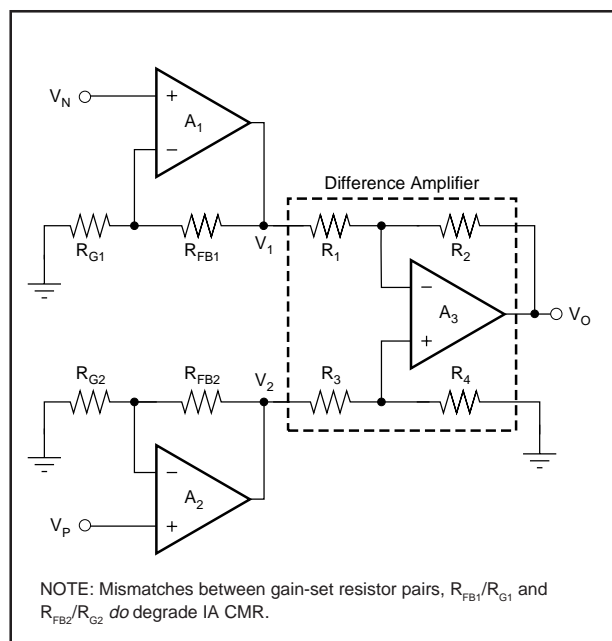 V_N
+
A_1
−
Difference Amplifier
R_G1
R_FB1
V_1
R_1
R_2
−
A_3
+
V_O
R_G2
R_FB2
V_2
R_3
R_4
−
A_2
+
V_P
NOTE: Mismatches between gain-set resistor pairs, R_FB1/R_G1 and
R_FB2/R_G2 do degrade IA CMR.